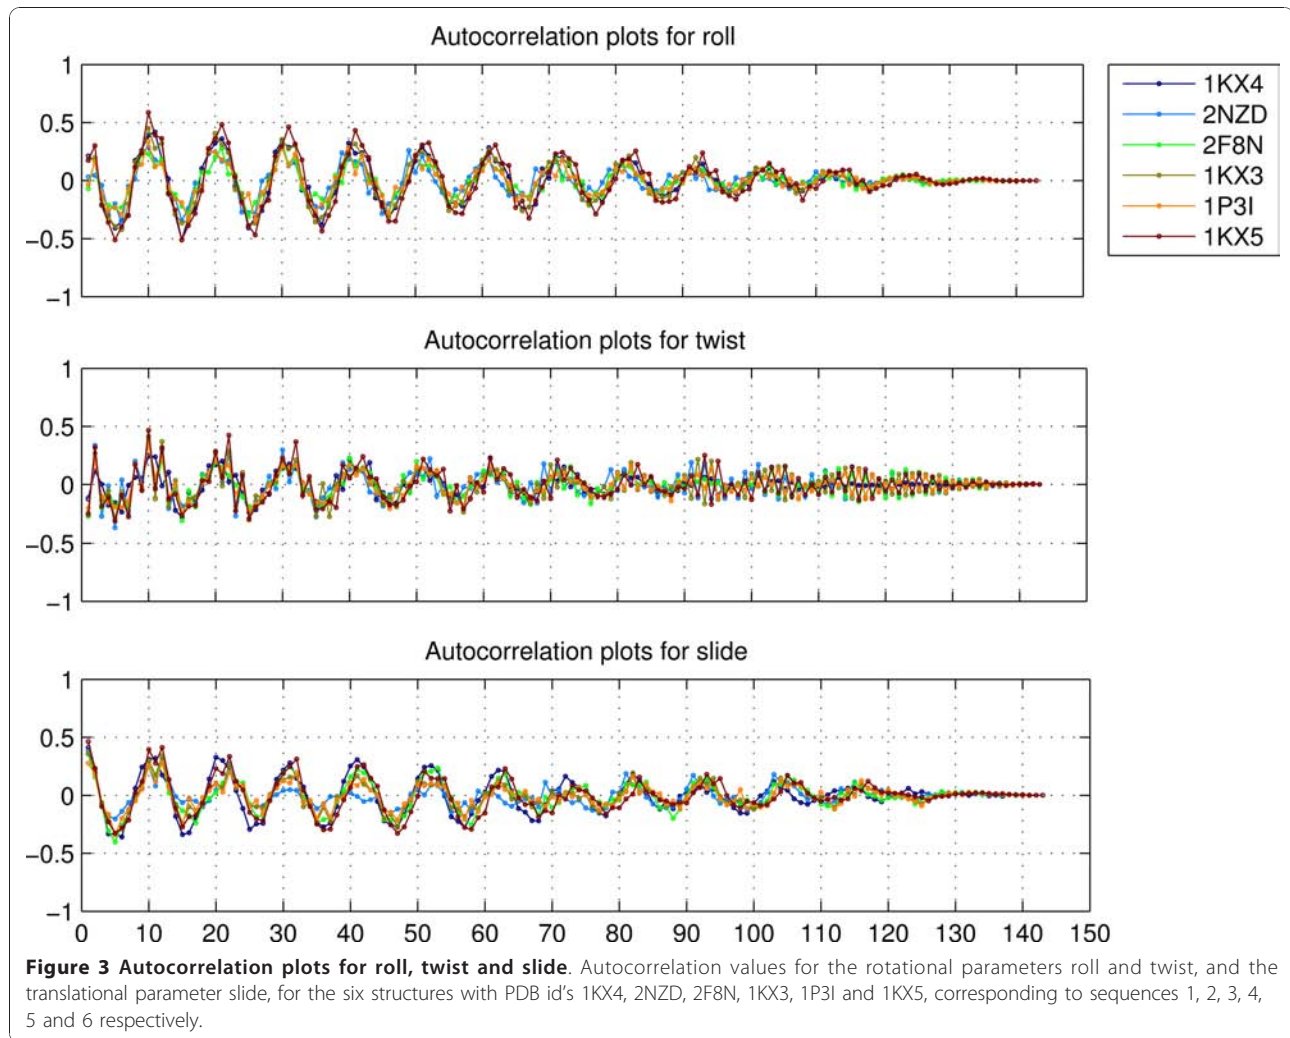 Autocorrelation plots for roll
1
0.5
0
−0.5
−1
1KX4
2NZD
2F8N
1KX3
1P3I
1KX5
Autocorrelation plots for twist
1
0.5
0
−0.5
−1
Autocorrelation plots for slide
1
0.5
0
−0.5
−1
0 10 20 30 40 50 60 70 80 90 100 110 120 130 140 150
Figure 3 Autocorrelation plots for roll, twist and slide. Autocorrelation values for the rotational parameters roll and twist, and the
translational parameter slide, for the six structures with PDB id's 1KX4, 2NZD, 2F8N, 1KX3, 1P3I and 1KX5, corresponding to sequences 1, 2, 3, 4,
5 and 6 respectively.